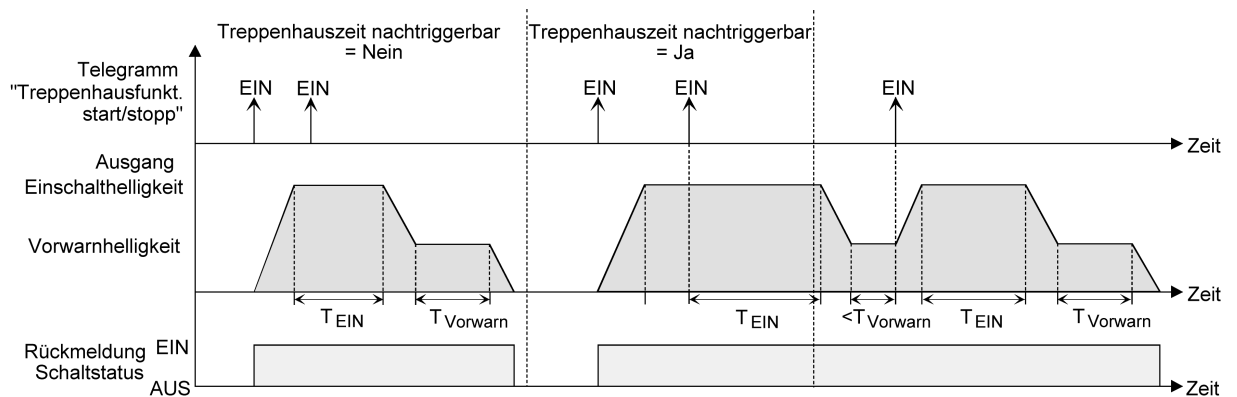 Treppenhauszeit nachtriggerbar
= Nein
Treppenhauszeit nachtriggerbar
= Ja
Telegramm
"Treppenhausfunkt.
start/stopp"
EIN
EIN
EIN
EIN
EIN
Zeit
Ausgang
Einschalthelligkeit
Vorwarnhelligkeit
Zeit
T EIN
T Vorwarn
T EIN
<T Vorwarn
T EIN
T Vorwarn
Rückmeldung
Schaltstatus
EIN
AUS
Zeit